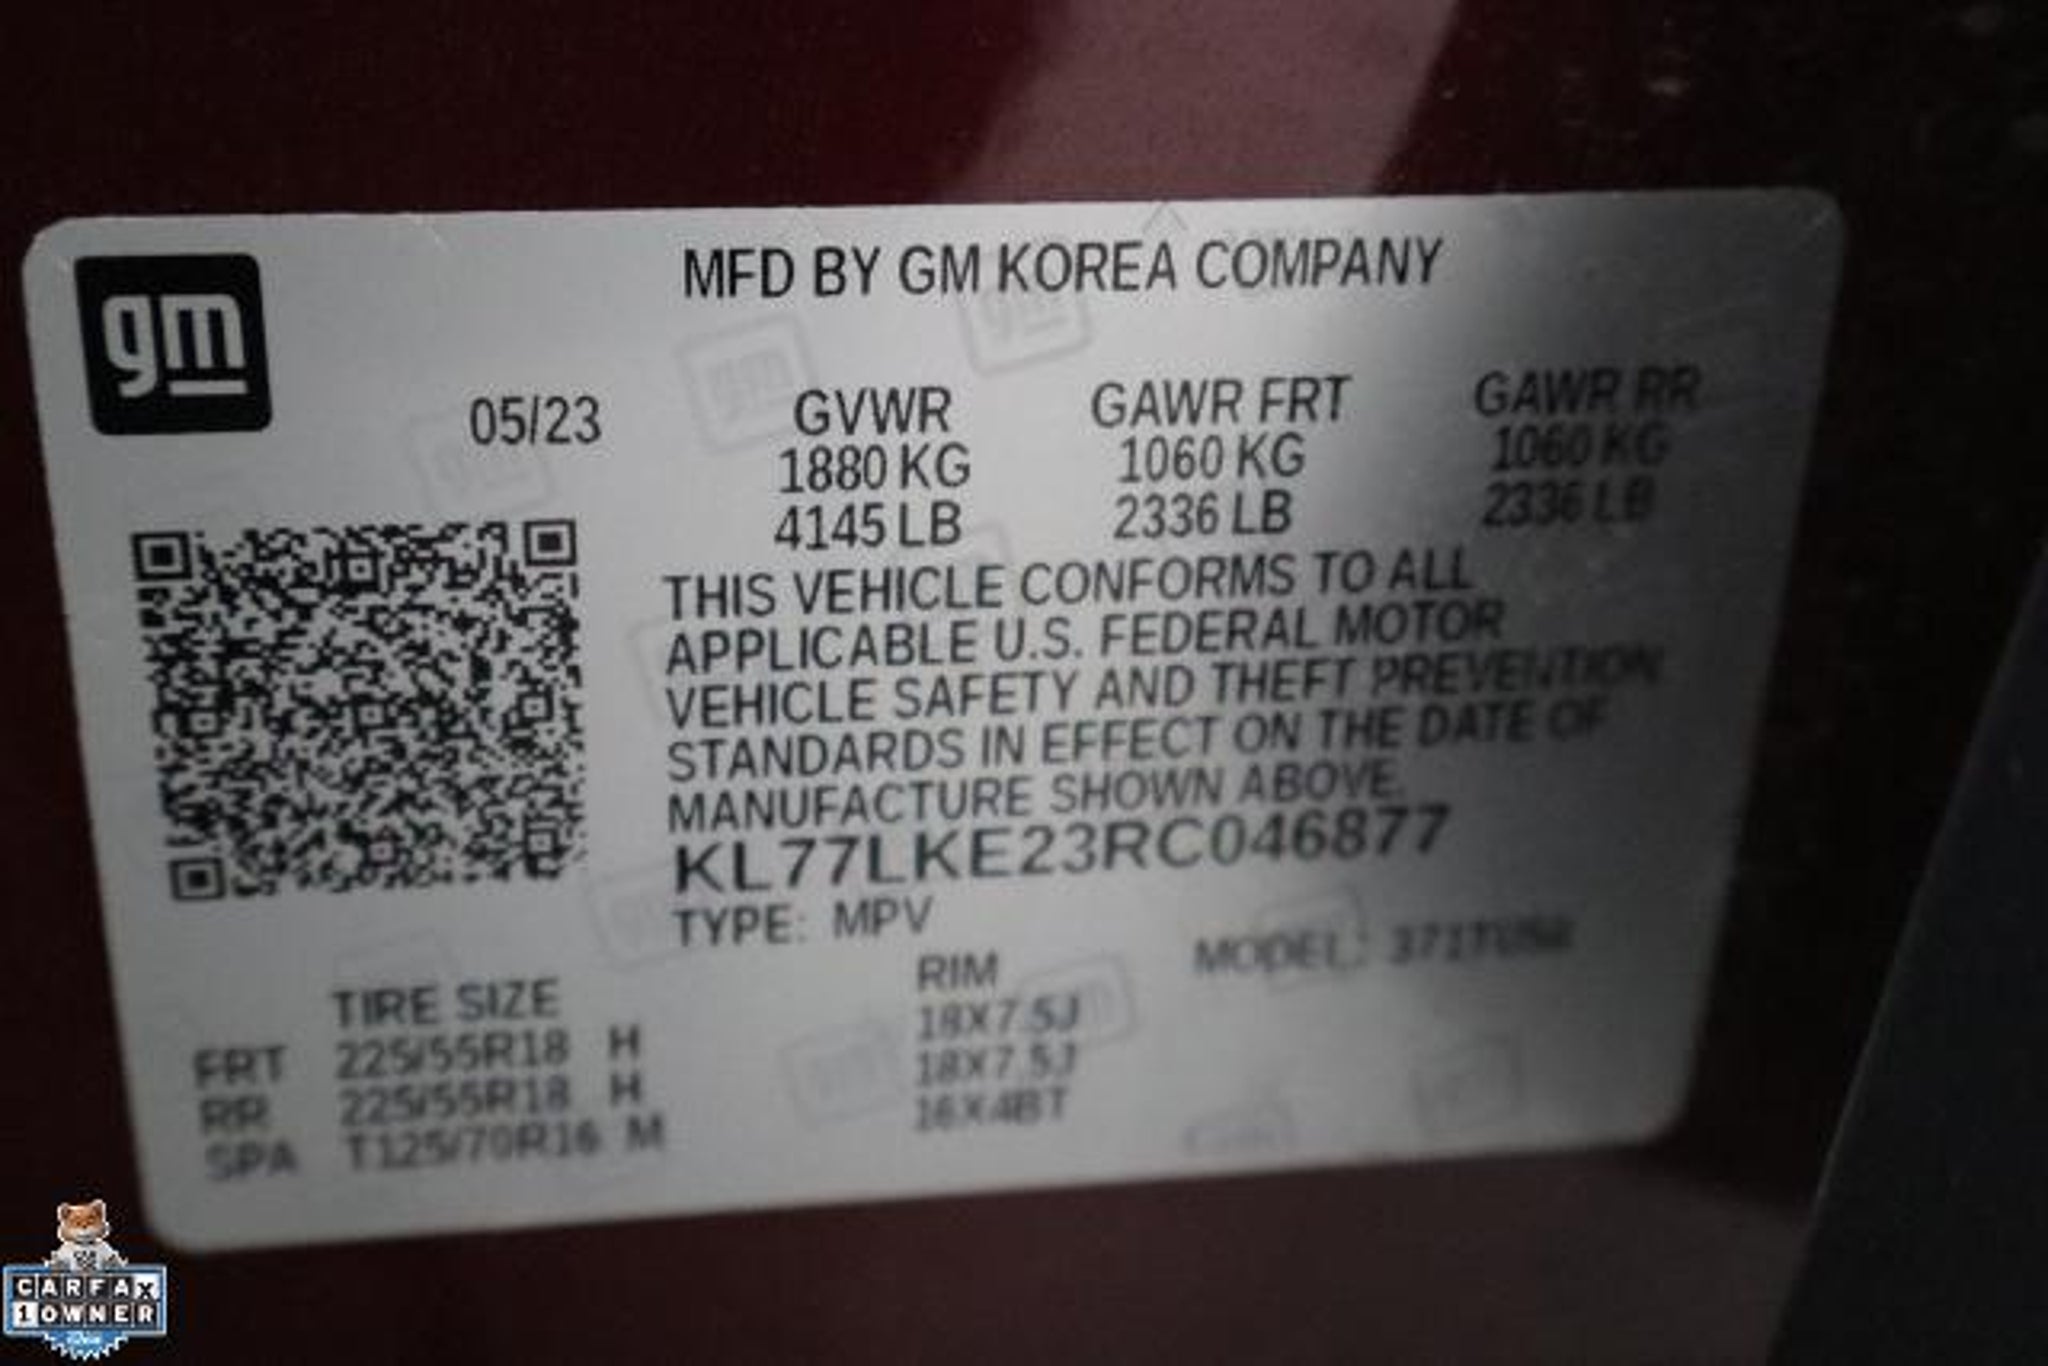 gm
MFD BY GM KOREA COMPANY
05/23
GVWR GAWR FRT GAWR RR
1880 KG 1060 KG 1060 KG
4145 LB 2336 LB 2336 LB
THIS VEHICLE CONFORMS TO ALL
APPLICABLE U.S. FEDERAL MOTOR
VEHICLE SAFETY AND THEFT PREVENTION
STANDARDS IN EFFECT ON THE DATE OF
MANUFACTURE SHOWN ABOVE.
KL77LKE23RC046877
TYPE: MPV MODEL:
TIRE SIZE RIM
FRT 225/55R18 H 18X7.5J
RR 225/55R18 H 18X7.5J
SPA T125/70R16 M 16X4BT
CARFAX
1 OWNER